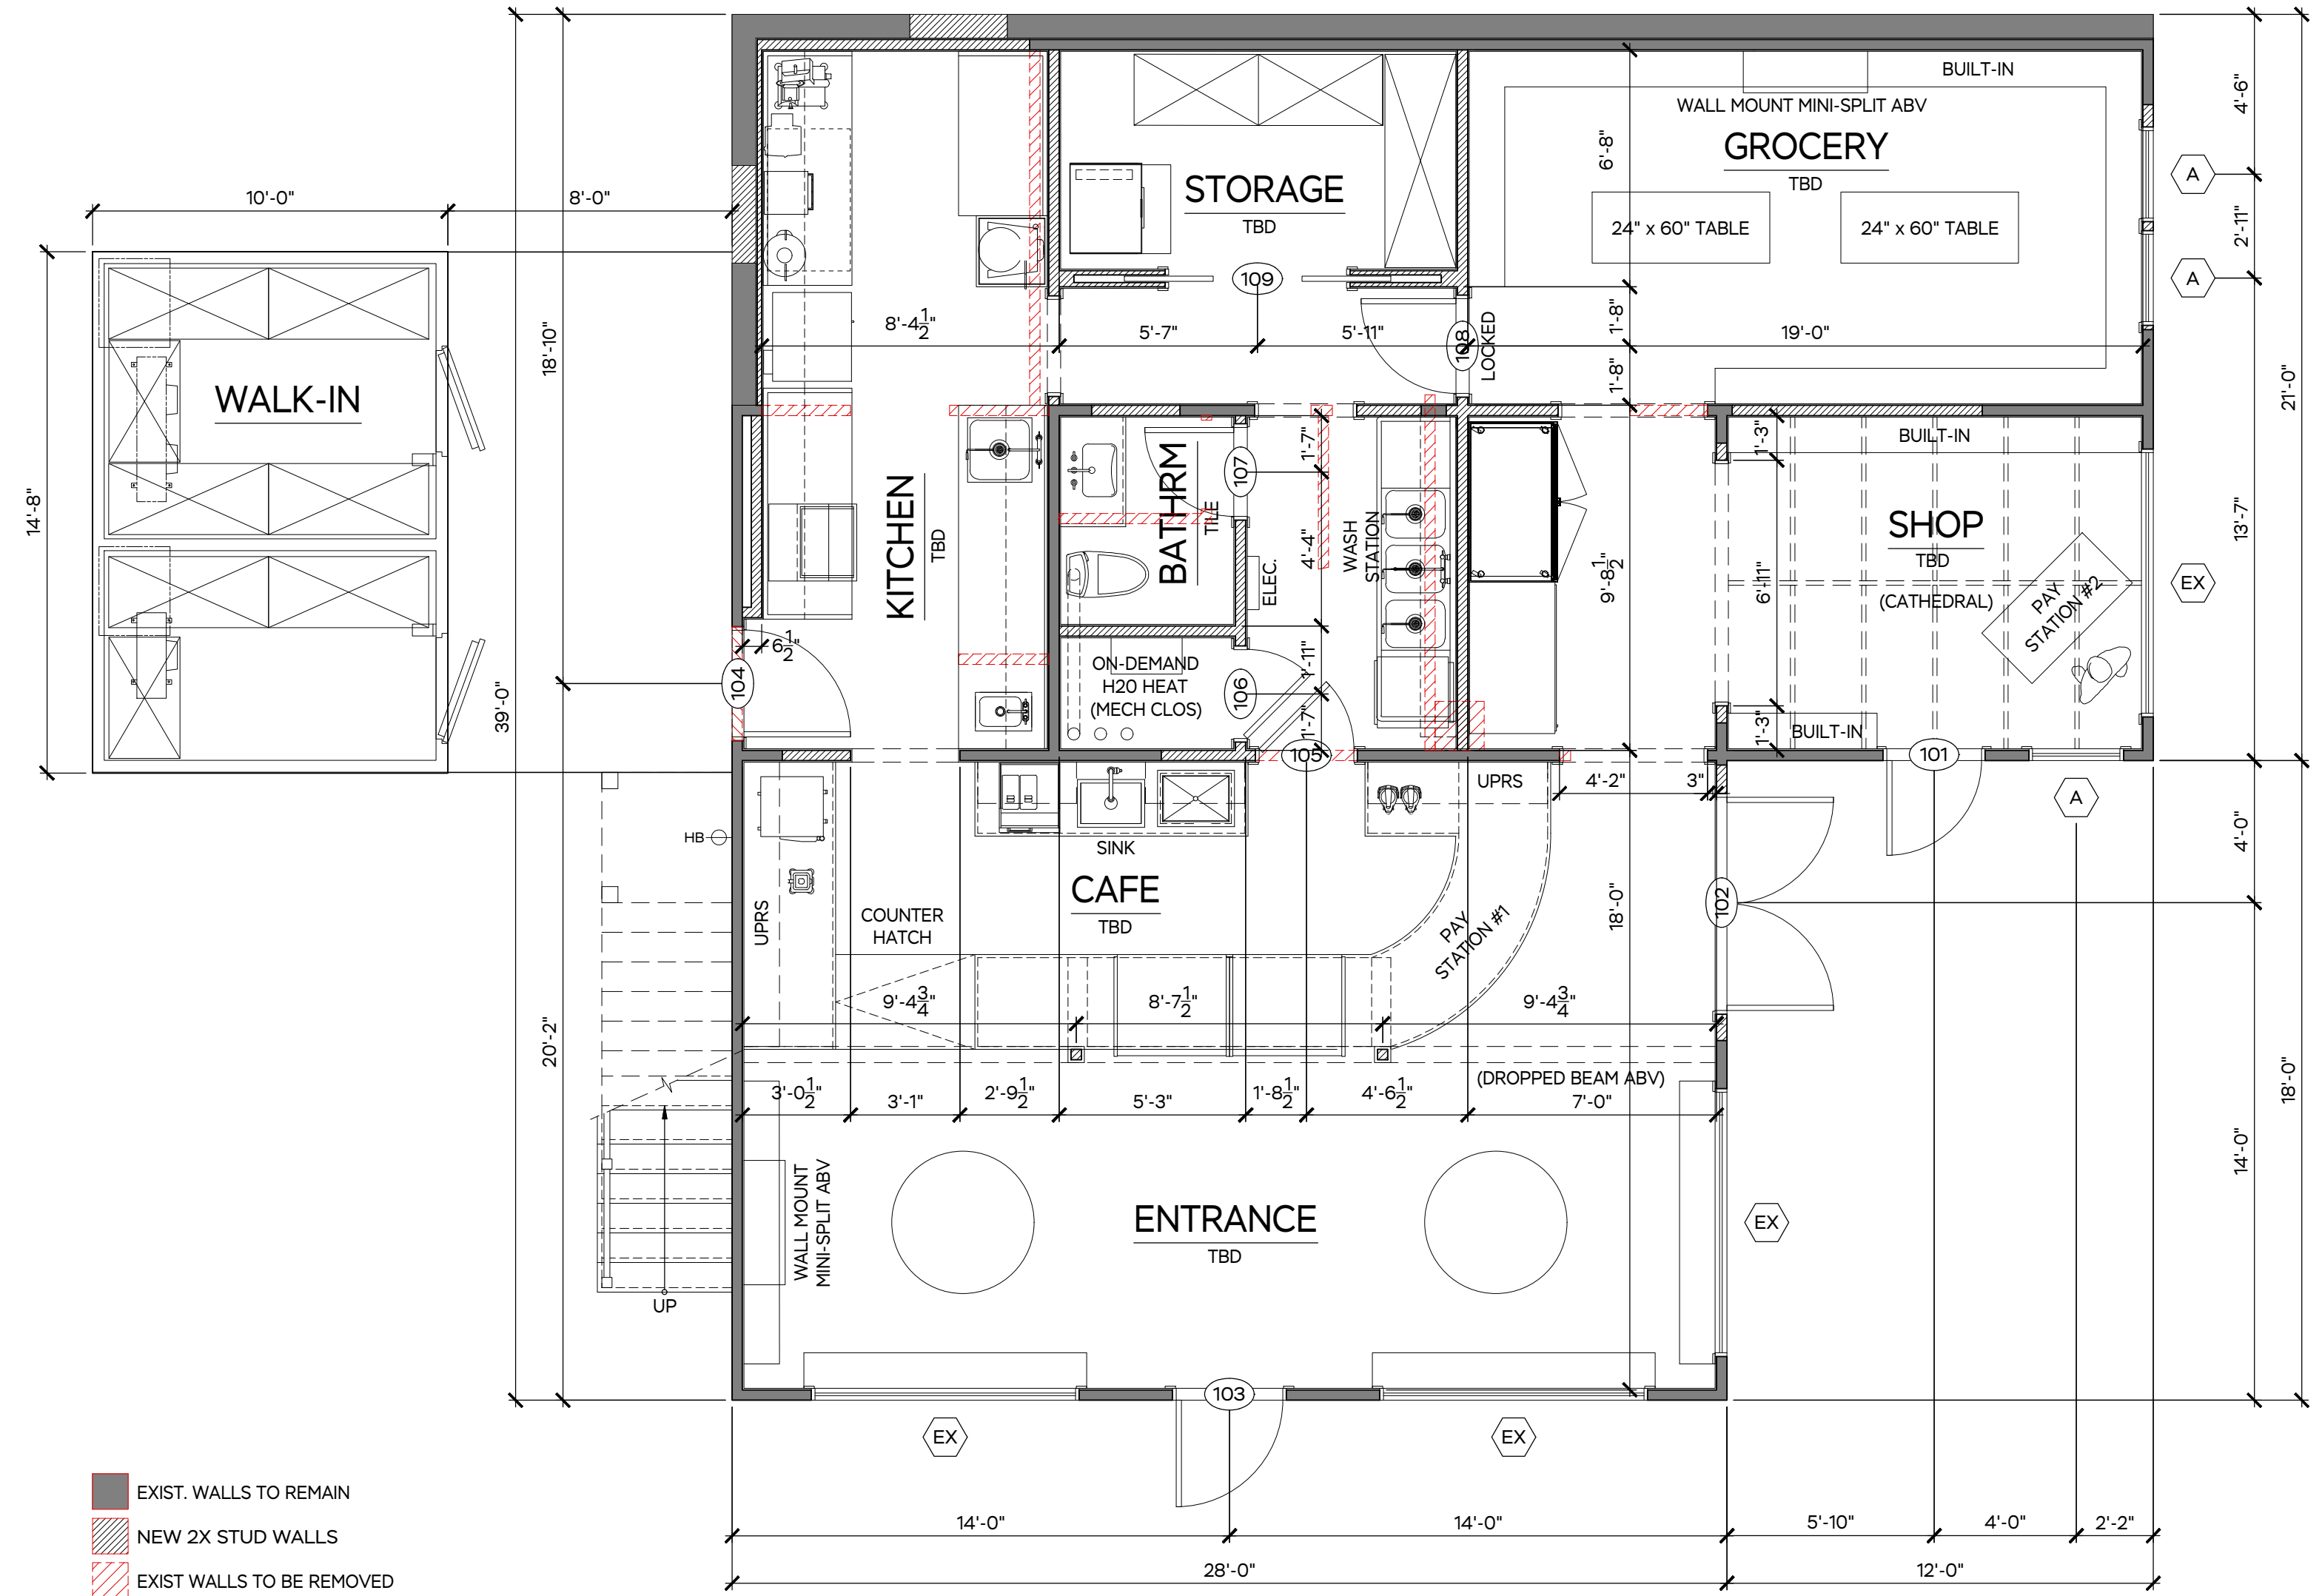 BUILT-IN
WALL MOUNT MINI-SPLIT ABV
GROCERY
TBD
24" x 60" TABLE
24" x 60" TABLE
STORAGE
TBD
109
108
LOCKED
6'-8"
1'-8"
1'-8"
4'-6"
A
2'-11"
A
21'-0"
10'-0"
8'-0"
18'-10"
39'-0"
8'-4 1/2"
5'-7"
5'-11"
19'-0"
WALK-IN
14'-8"
KITCHEN
TBD
BATHRM
TILE
107
1'-7"
4'-4"
ELEC.
WASH
STATION
9'-8 1/2"
1'-3"
BUILT-IN
SHOP
TBD
(CATHEDRAL)
6'-11"
PAY
STATION #2
EX
13'-7"
1'-3"
BUILT-IN
6 1/2"
104
ON-DEMAND
H20 HEAT
(MECH CLOS)
106
1'-11"
1'-7"
105
101
UPRS
4'-2"
3"
A
4'-0"
HB
SINK
CAFE
TBD
UPRS
COUNTER
HATCH
PAY
STATION #1
18'-0"
102
9'-4 3/4"
8'-7 1/2"
9'-4 3/4"
20'-2"
(DROPPED BEAM ABV)
3'-0 1/2"
3'-1"
2'-9 1/2"
5'-3"
1'-8 1/2"
4'-6 1/2"
7'-0"
18'-0"
14'-0"
WALL MOUNT
MINI-SPLIT ABV
ENTRANCE
TBD
EX
UP
103
EX
EX
EXIST. WALLS TO REMAIN
NEW 2X STUD WALLS
EXIST WALLS TO BE REMOVED
14'-0"
14'-0"
5'-10"
4'-0"
2'-2"
28'-0"
12'-0"